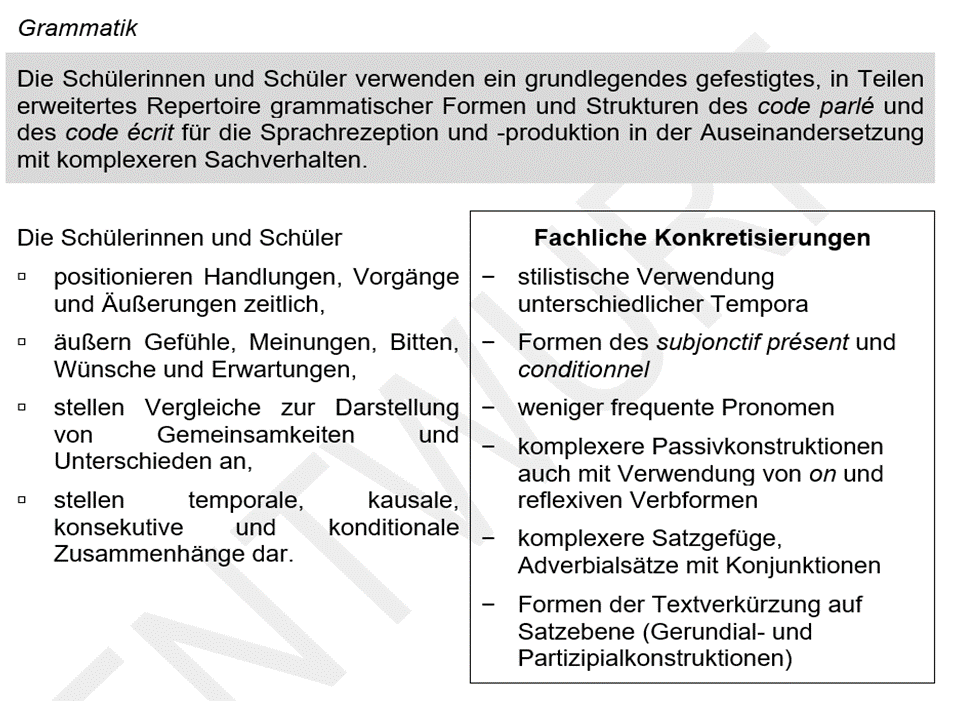 Grammatik
Die Schülerinnen und Schüler verwenden ein grundlegendes gefestigtes, in Teilen
erweitertes Repertoire grammatischer Formen und Strukturen des code parlé und
des code écrit für die Sprachrezeption und -produktion in der Auseinandersetzung
mit komplexeren Sachverhalten.
Die Schülerinnen und Schüler
▫ positionieren Handlungen, Vorgänge
und Äußerungen zeitlich,
▫ äußern Gefühle, Meinungen, Bitten,
Wünsche und Erwartungen,
▫ stellen Vergleiche zur Darstellung
von Gemeinsamkeiten und
Unterschieden an,
▫ stellen temporale, kausale,
konsekutive und konditionale
Zusammenhänge dar.
Fachliche Konkretisierungen
− stilistische Verwendung
unterschiedlicher Tempora
− Formen des subjonctif présent und
conditionnel
− weniger frequente Pronomen
− komplexere Passivkonstruktionen
auch mit Verwendung von on und
reflexiven Verbformen
− komplexere Satzgefüge,
Adverbialsätze mit Konjunktionen
− Formen der Textverkürzung auf
Satzebene (Gerundial- und
Partizipialkonstruktionen)
ENTWURF